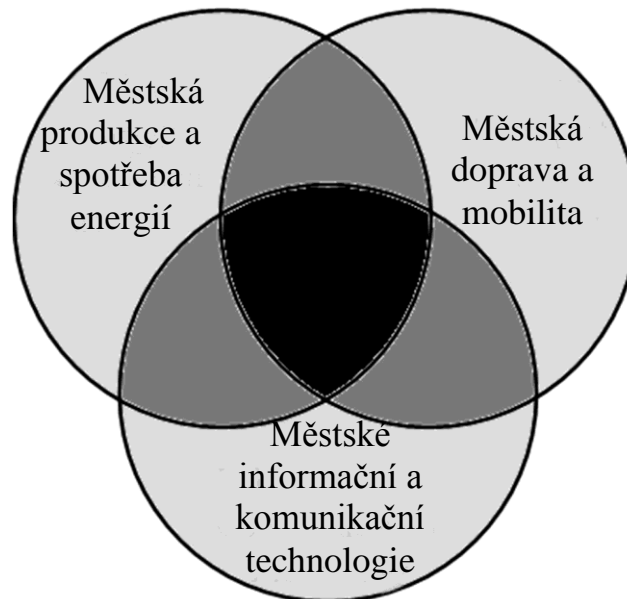 Městská
produkce a
spotřeba
energií
Městská
doprava a
mobilita
Městské
informační a
komunikační
technologie